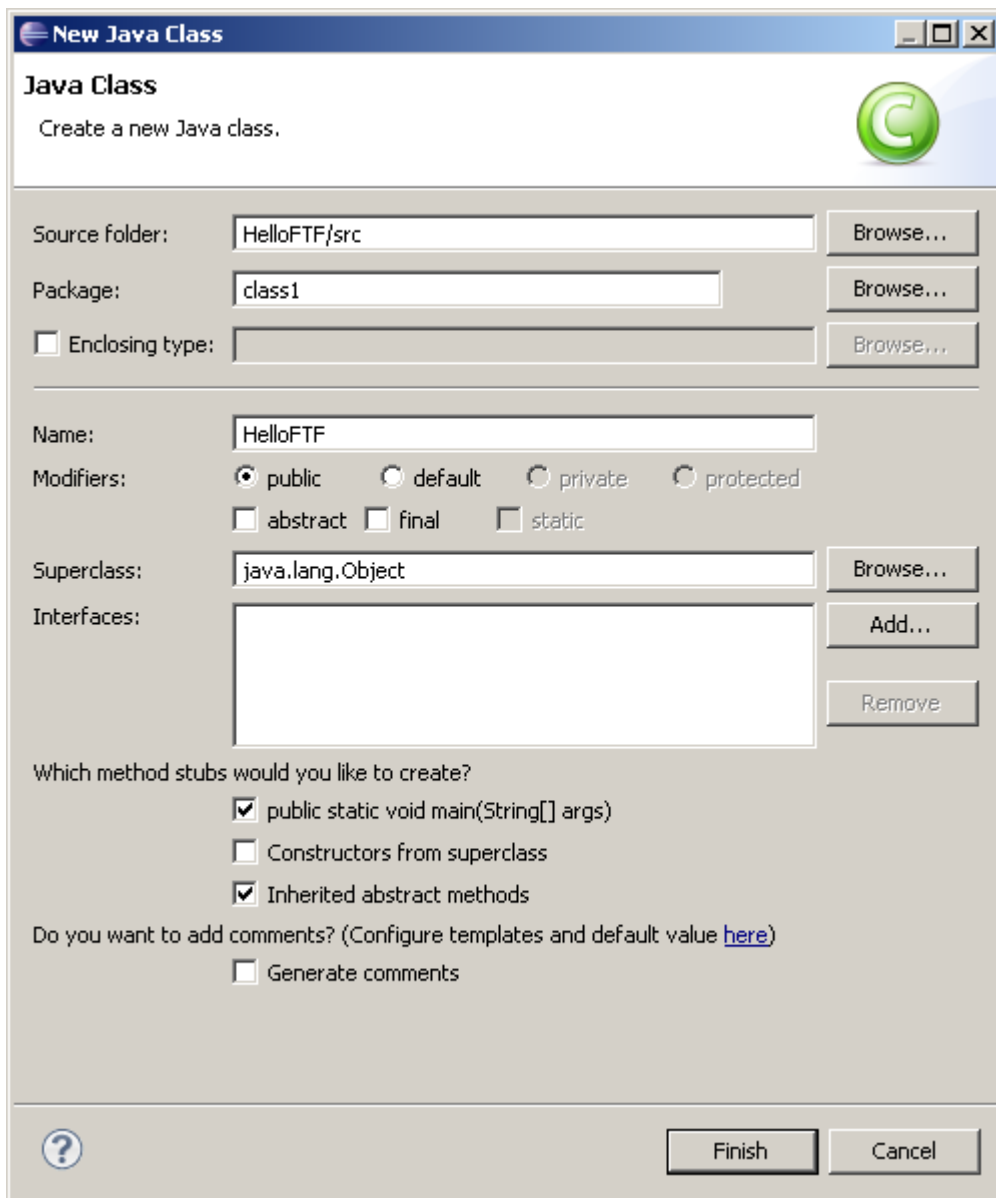 New Java Class
Java Class
Create a new Java class.
C
Source folder: HelloFTF/src Browse...
Package: class1 Browse...
Enclosing type: Browse...
Name: HelloFTF
Modifiers: public default private protected
abstract final static
Superclass: java.lang.Object Browse...
Interfaces: Add...
Remove
Which method stubs would you like to create?
public static void main(String[] args)
Constructors from superclass
Inherited abstract methods
Do you want to add comments? (Configure templates and default value here)
Generate comments
? Finish Cancel